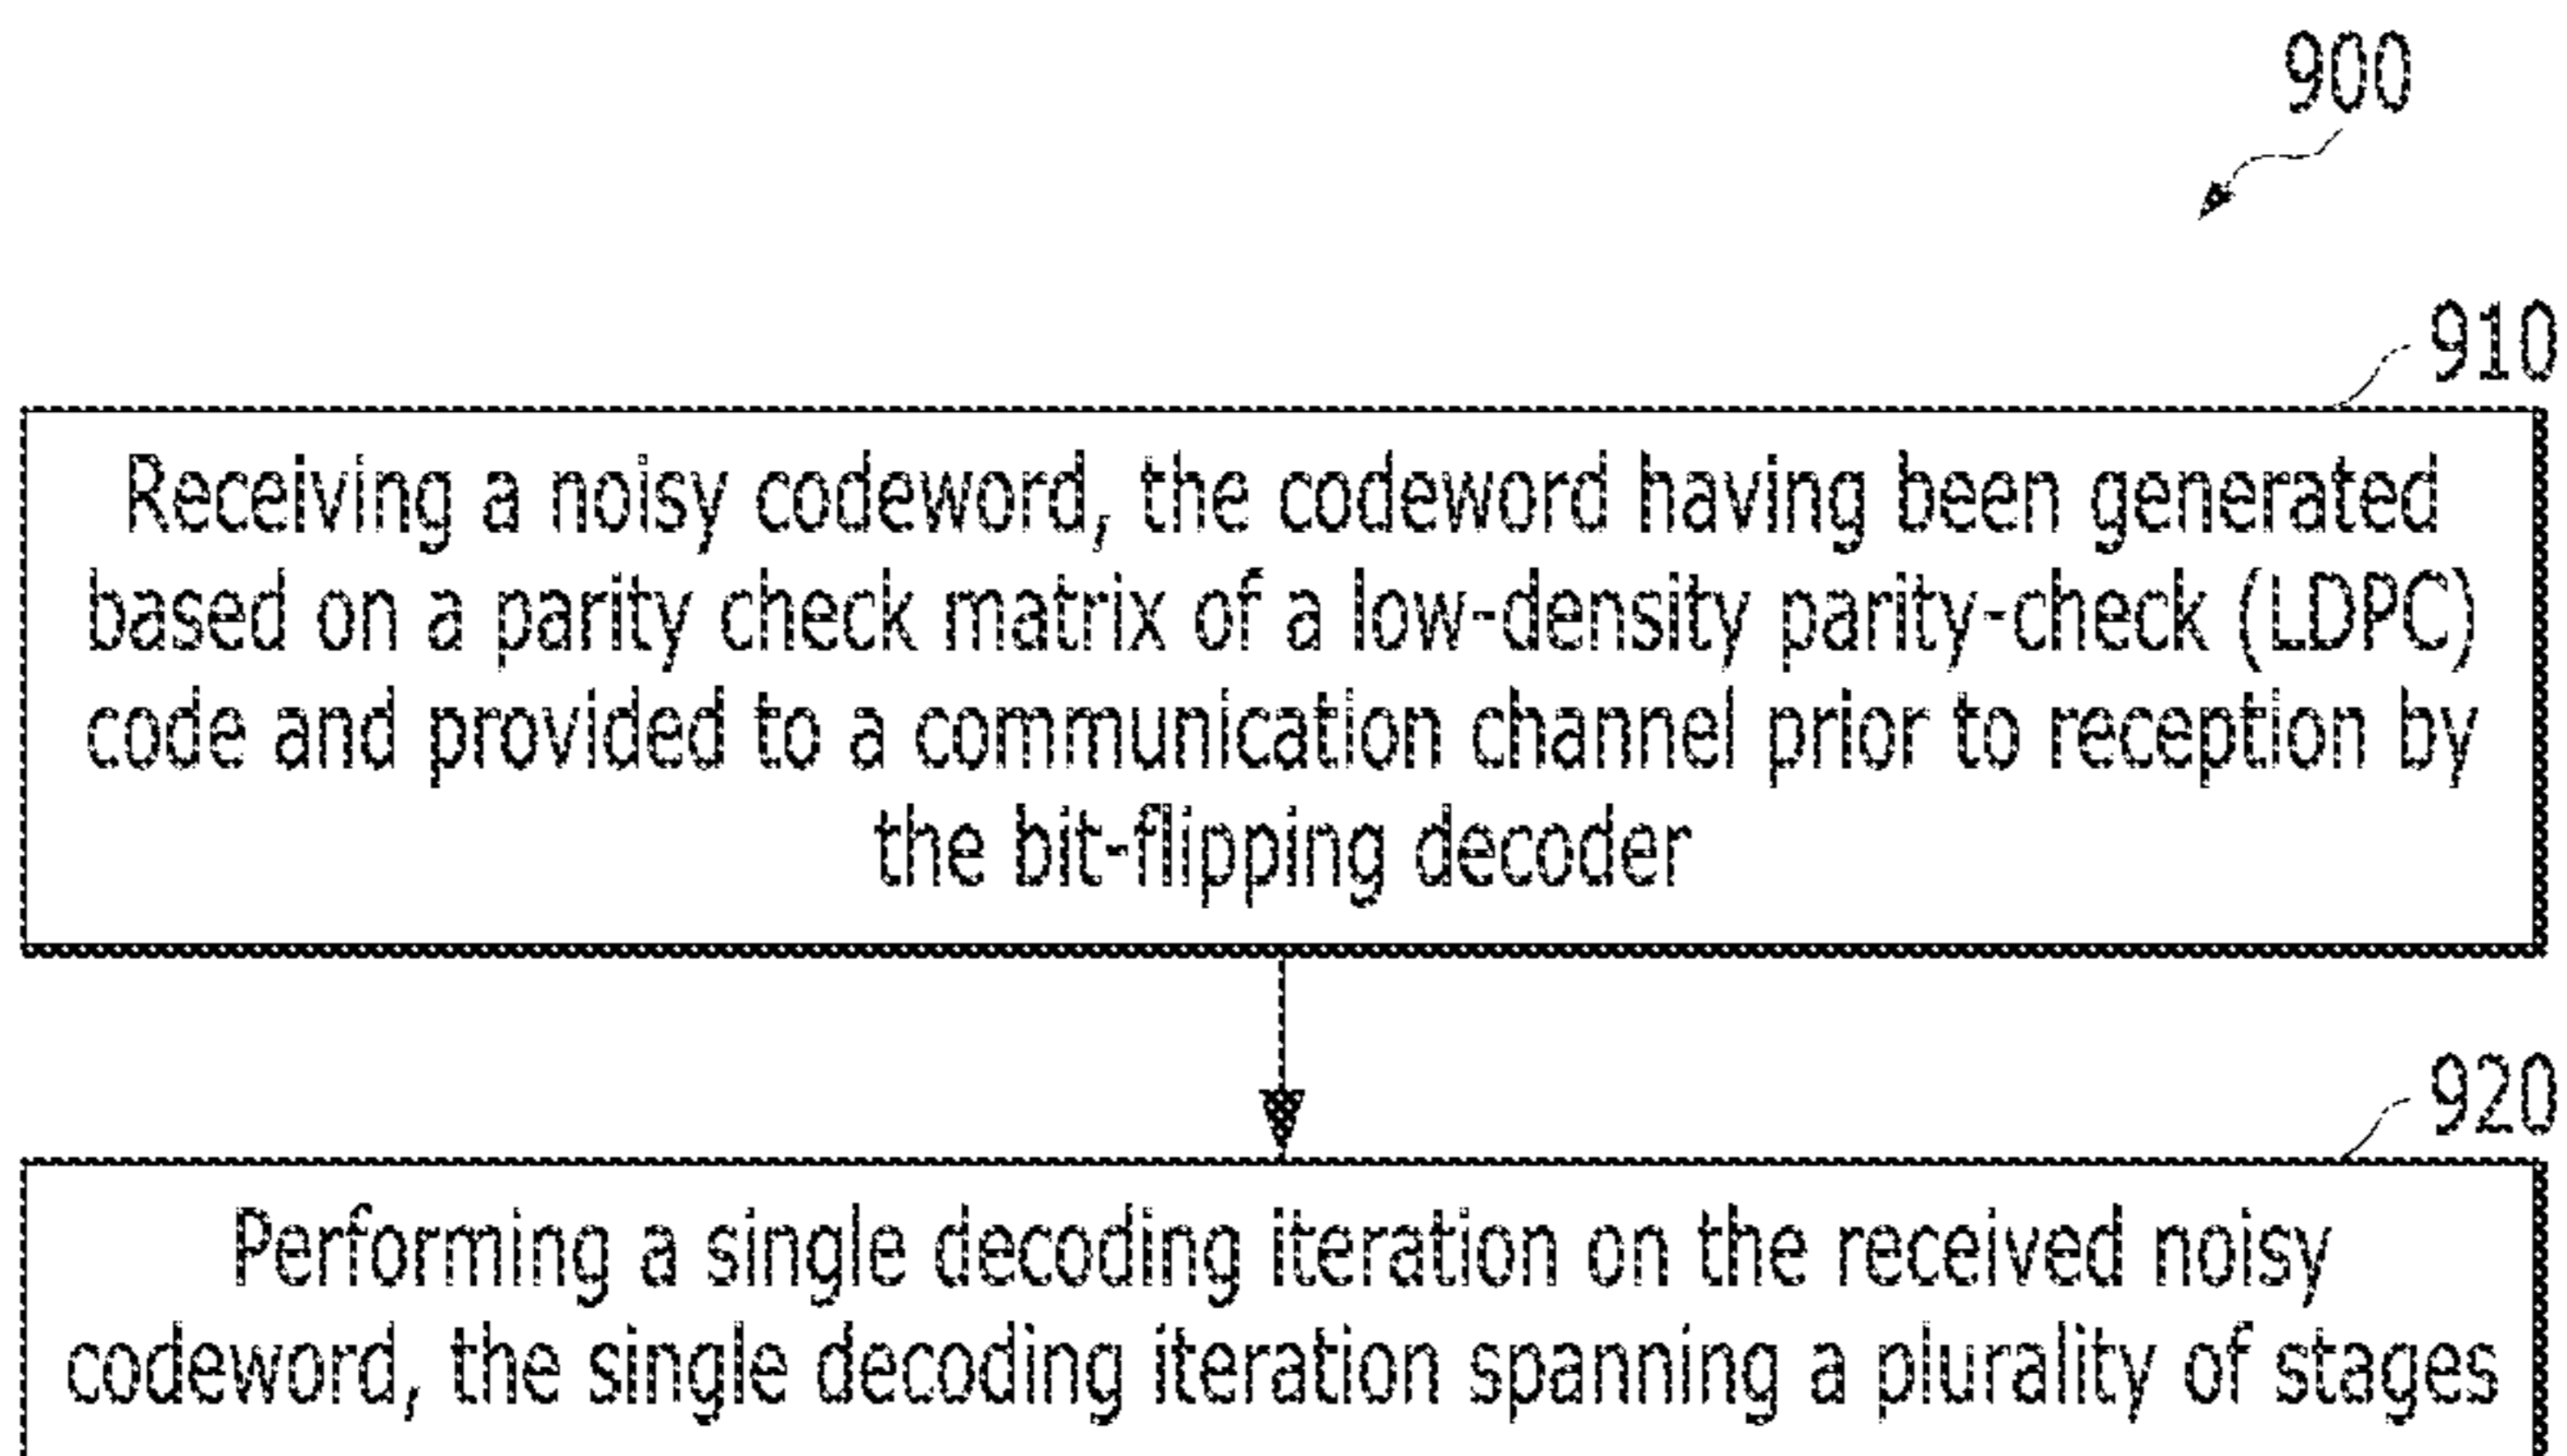 900
910
Receiving a noisy codeword, the codeword having been generated
based on a parity check matrix of a low-density parity-check (LDPC)
code and provided to a communication channel prior to reception by
the bit-flipping decoder
920
Performing a single decoding iteration on the received noisy
codeword, the single decoding iteration spanning a plurality of stages